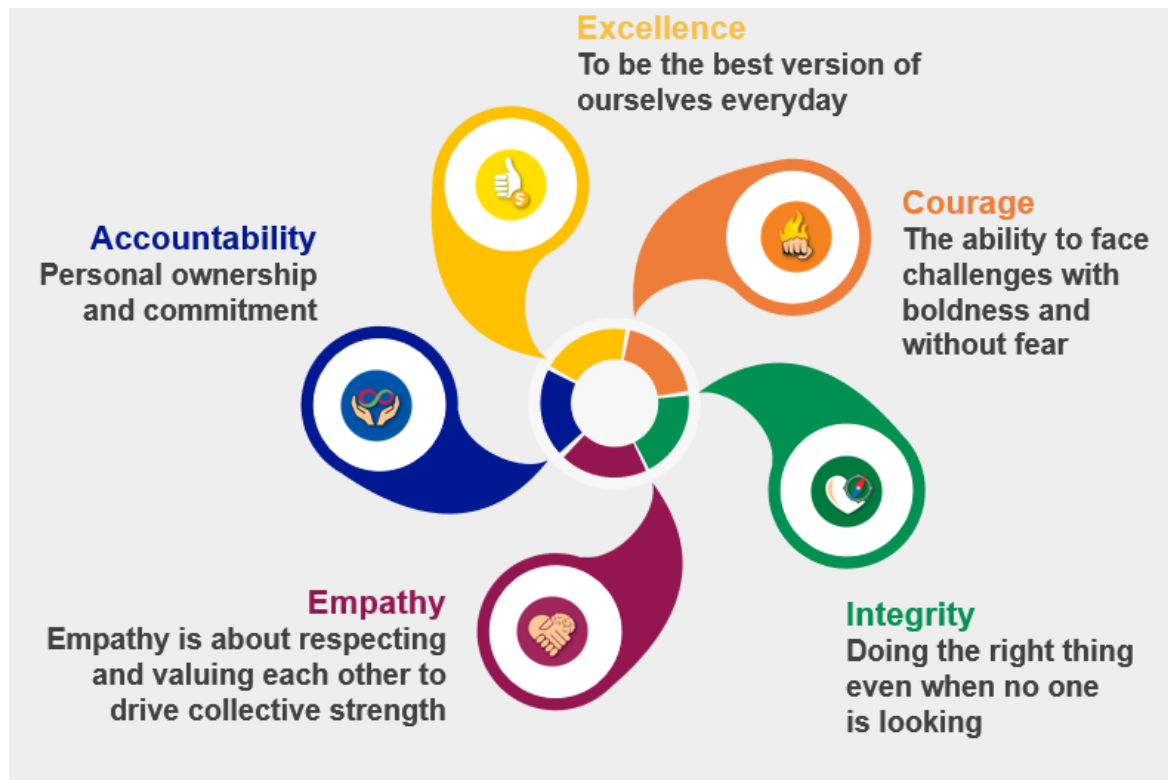 Excellence
To be the best version of
ourselves everyday
Courage
The ability to face
challenges with
boldness and
without fear
Accountability
Personal ownership
and commitment
Empathy
Empathy is about respecting
and valuing each other to
drive collective strength
Integrity
Doing the right thing
even when no one
is looking
$